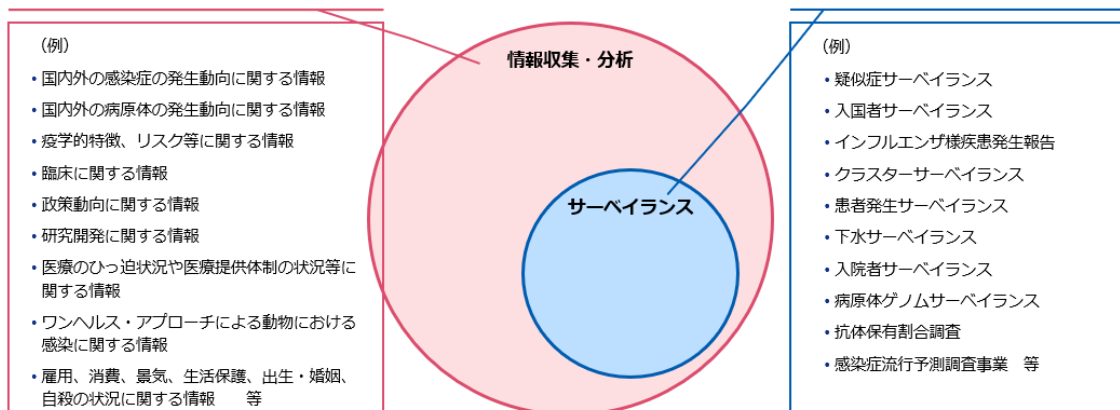 （例）
• 国内外の感染症の発生動向に関する情報
• 国内外の病原体の発生動向に関する情報
• 疫学的特徴、リスク等に関する情報
• 臨床に関する情報
• 政策動向に関する情報
• 研究開発に関する情報
• 医療のひっ迫状況や医療提供体制の状況等に
関する情報
• ワンヘルス・アプローチによる動物における
感染に関する情報
• 雇用、消費、景気、生活保護、出生・婚姻、
自殺の状況に関する情報　等
情報収集・分析
サーベイランス
（例）
• 疑似症サーベイランス
• 入国者サーベイランス
• インフルエンザ様疾患発生報告
• クラスターサーベイランス
• 患者発生サーベイランス
• 下水サーベイランス
• 入院者サーベイランス
• 病原体ゲノムサーベイランス
• 抗体保有割合調査
• 感染症流行予測調査事業　等